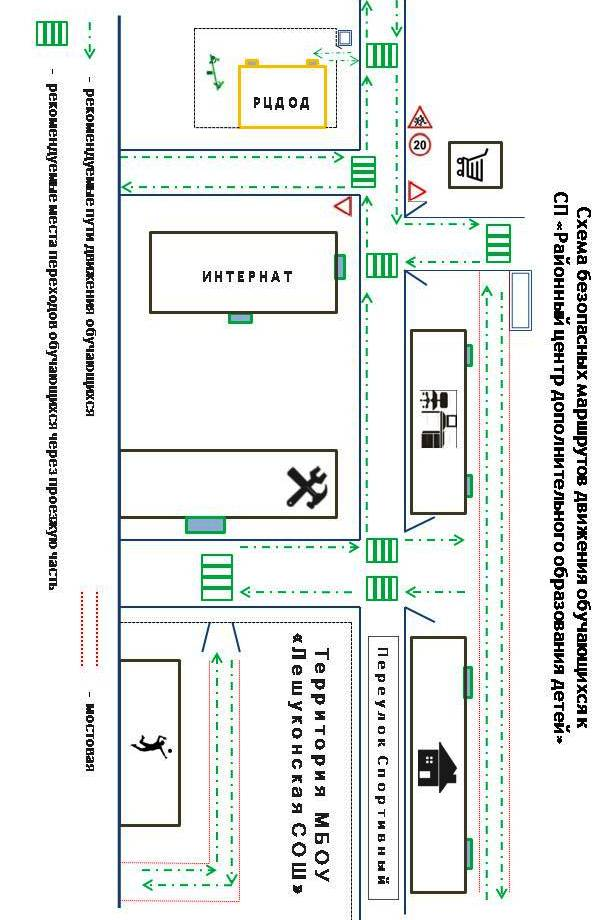 Схема безопасных маршрутов движения обучающихся к
СП «Районный центр дополнительного образования детей»
20
РЦДОД
ИНТЕРНАТ
Переулок Спортивный
Территория МБОУ
«Лешуконская СОШ»
– рекомендуемые пути движения обучающихся
– рекомендуемые места переходов обучающихся через проезжую часть
– мостовая